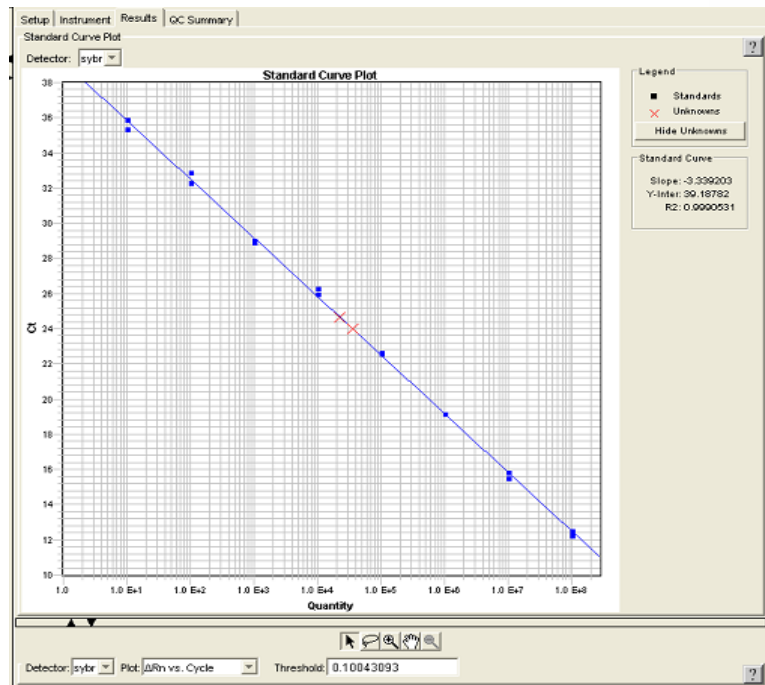 Setup Instrument Results QC Summary
Standard Curve Plot
Detector: sybr
?
Standard Curve Plot
38
36
34
32
30
28
26
24
22
20
18
16
14
12
10
Ct
1.0 1.0 E+1 1.0 E+2 1.0 E+3 1.0 E+4 1.0 E+5 1.0 E+6 1.0 E+7 1.0 E+8
Quantity
Legend
Standards
Unknowns
Hide Unknowns
Standard Curve
Slope: -3.339203
Y-Inter: 39.18782
R2: 0.9990531
Detector: sybr Plot: ΔRn vs. Cycle Threshold: 0.10043093
?